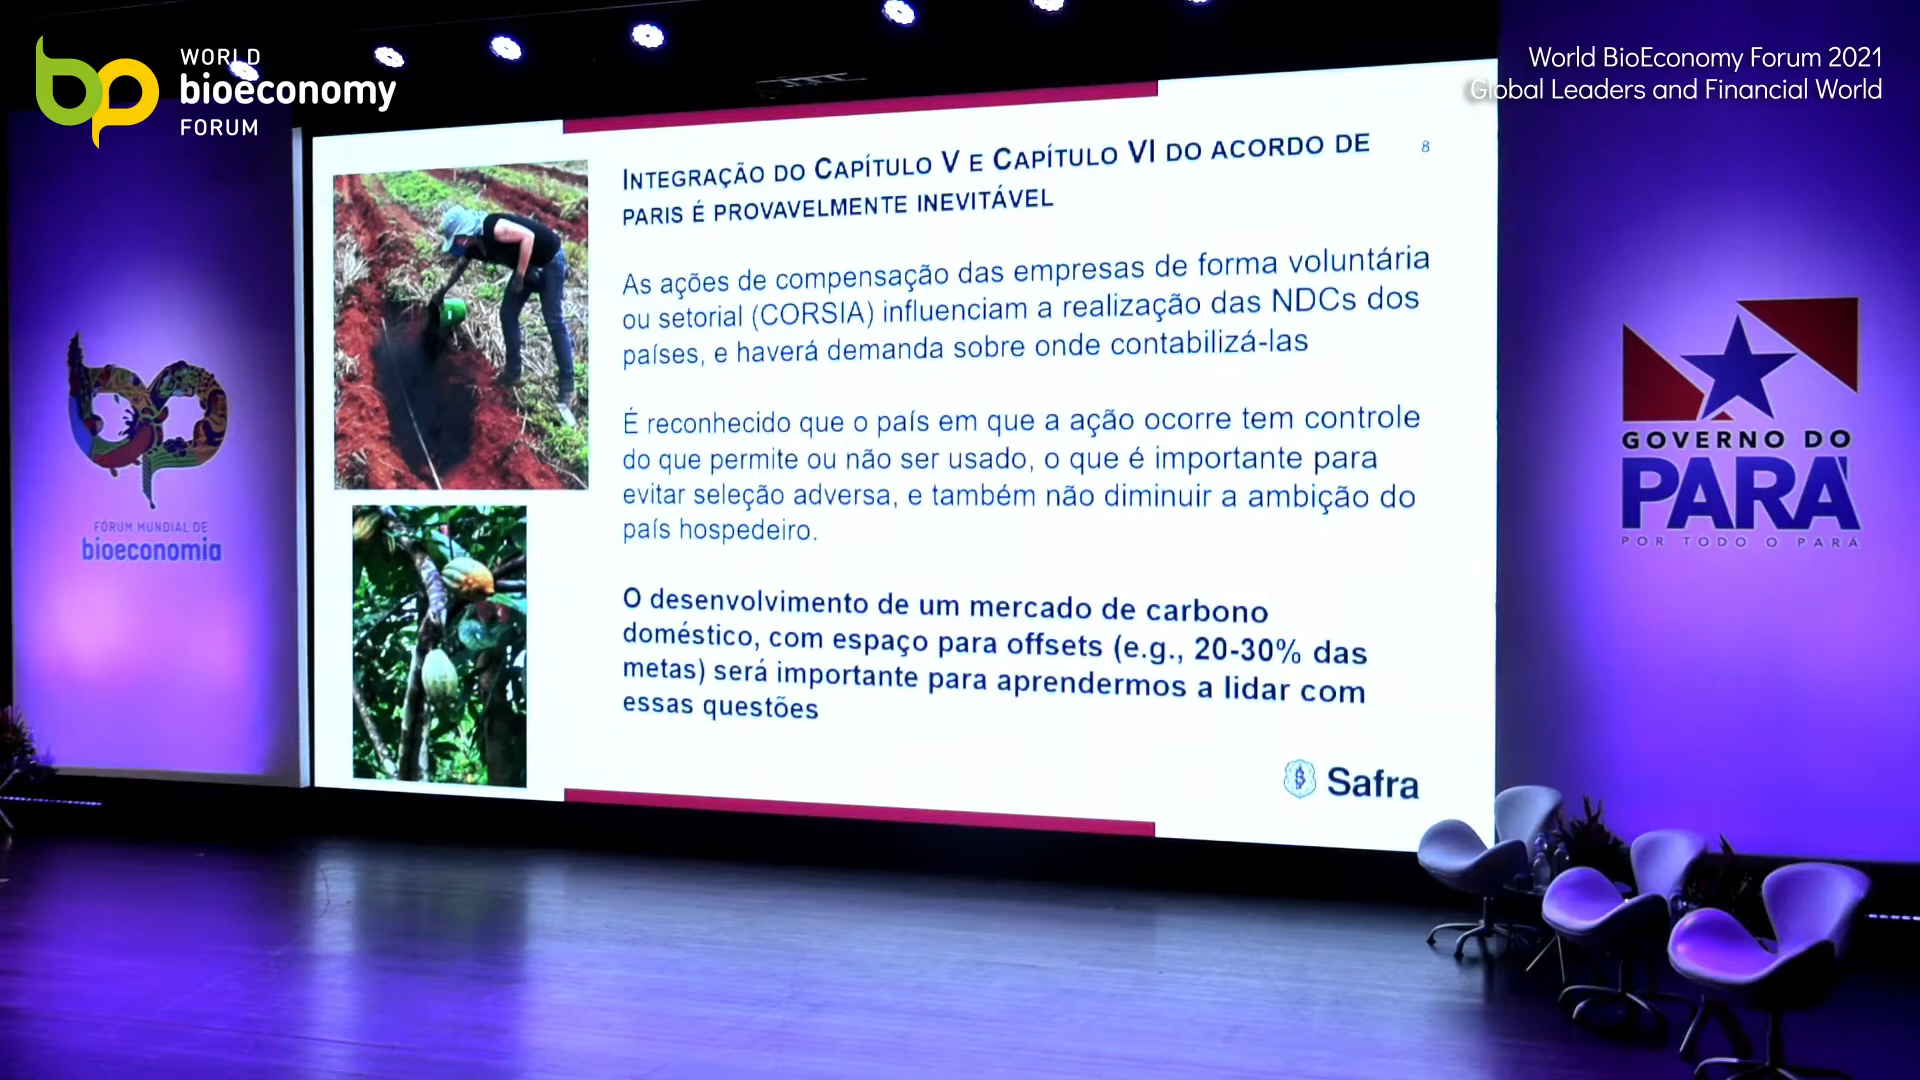 WORLD
bioeconomy
FORUM
World BioEconomy Forum 2021
Global Leaders and Financial World
INTEGRAÇÃO DO CAPÍTULO V E CAPÍTULO VI DO ACORDO DE
PARIS É PROVAVELMENTE INEVITÁVEL
8
As ações de compensação das empresas de forma voluntária
ou setorial (CORSIA) influenciam a realização das NDCs dos
países, e haverá demanda sobre onde contabilizá-las
É reconhecido que o país em que a ação ocorre tem controle
do que permite ou não ser usado, o que é importante para
evitar seleção adversa, e também não diminuir a ambição do
país hospedeiro.
O desenvolvimento de um mercado de carbono
doméstico, com espaço para offsets (e.g., 20-30% das
metas) será importante para aprendermos a lidar com
essas questões
Safra
FÓRUM MUNDIAL DE
bioeconomia
GOVERNO DO
PARÁ
POR TODO O PARÁ